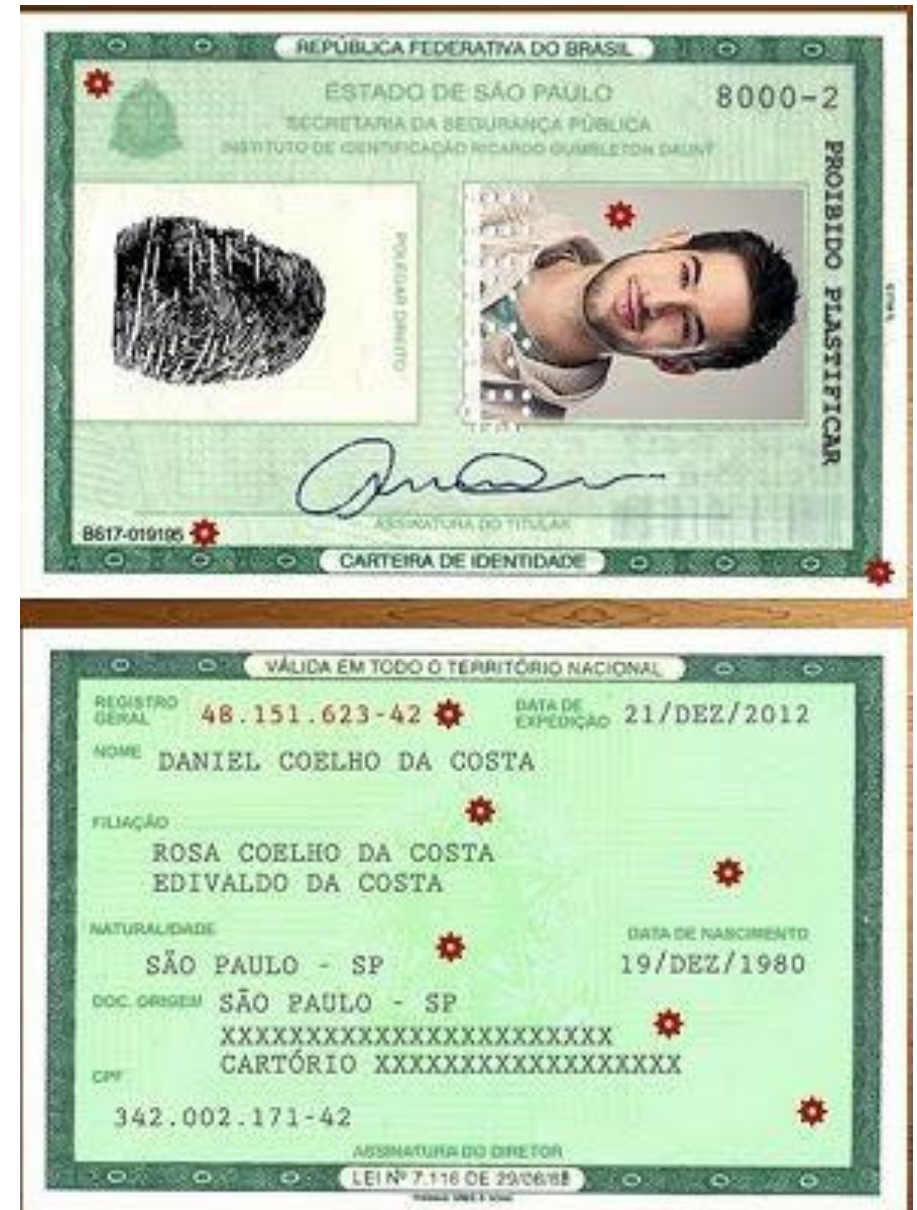 REPÚBLICA FEDERATIVA DO BRASIL
ESTADO DE SÃO PAULO
8000-2
SECRETARIA DA SEGURANÇA PÚBLICA
INSTITUTO DE IDENTIFICAÇÃO RICARDO GUMBLETON DAUNT
POLEGAR DIREITO
PROIBIDO PLASTIFICAR
ASSINATURA DO TITULAR
B617-019195
CARTEIRA DE IDENTIDADE
VÁLIDA EM TODO O TERRITÓRIO NACIONAL
REGISTRO GERAL 48.151.623-42 DATA DE EXPEDIÇÃO 21/DEZ/2012
NOME DANIEL COELHO DA COSTA
FILIAÇÃO
ROSA COELHO DA COSTA
EDIVALDO DA COSTA
NATURALIDADE DATA DE NASCIMENTO
SÃO PAULO - SP 19/DEZ/1980
DOC. ORIGEM SÃO PAULO - SP
XXXXXXXXXXXXXXXXXXXXXXXX
CARTÓRIO XXXXXXXXXXXXXXXXXXX
CPF
342.002.171-42
ASSINATURA DO DIRETOR
LEI Nº 7.116 DE 29/08/83